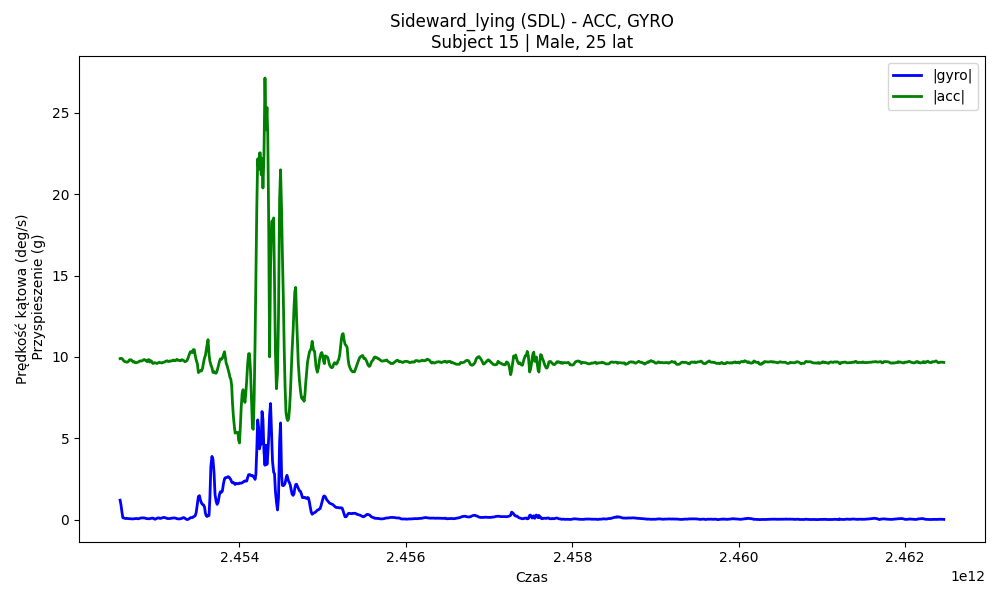 Sideward_lying (SDL) - ACC, GYRO
Subject 15 | Male, 25 lat
|gyro|
|acc|
Prędkość kątowa (deg/s)
Przyspieszenie (g)
25
20
15
10
5
0
2.454
2.456
2.458
2.460
2.462
1e12
Czas